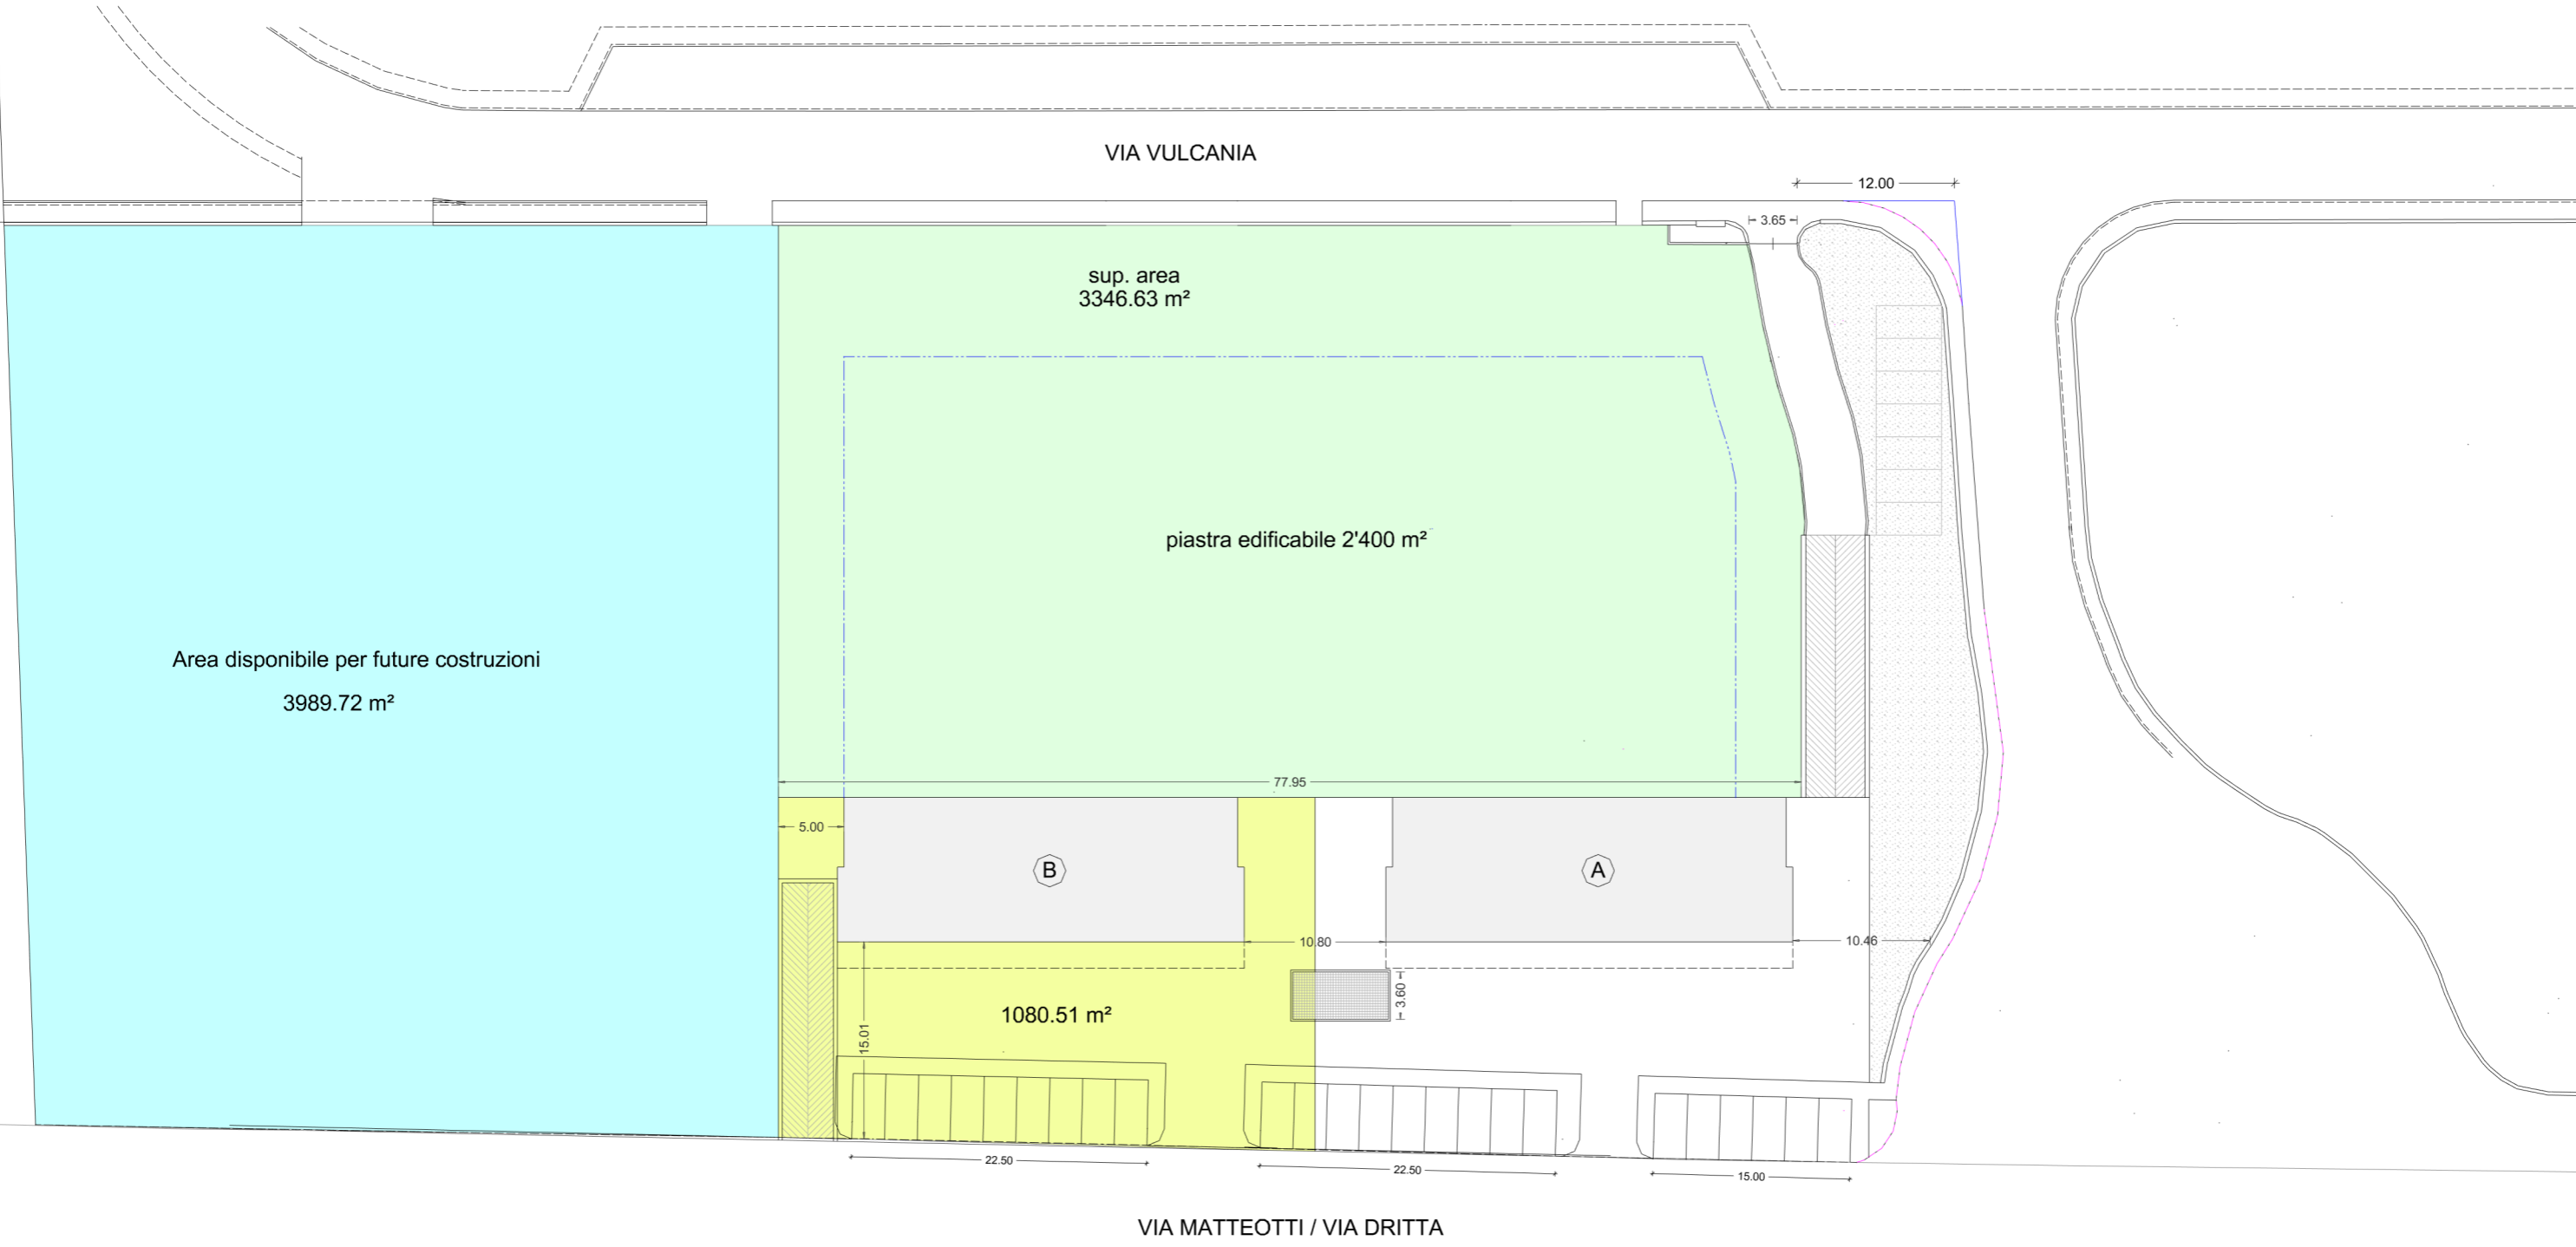 VIA VULCANIA
12.00
3.65
sup. area
3346.63 m²
piastra edificabile 2'400 m²
Area disponibile per future costruzioni
3989.72 m²
77.95
5.00
B
A
10.80
10.46
3.60
1080.51 m²
15.01
22.50
22.50
15.00
VIA MATTEOTTI / VIA DRITTA